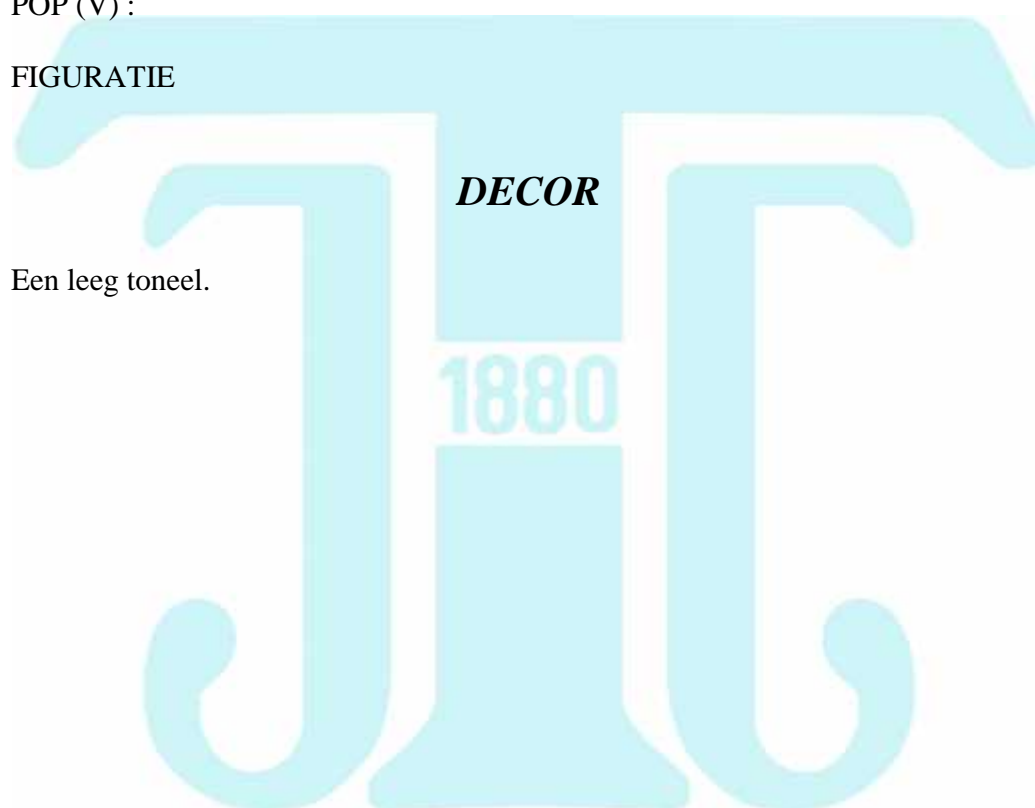 POP (V) :
FIGURATIE
DECOR
Een leeg toneel.
1880